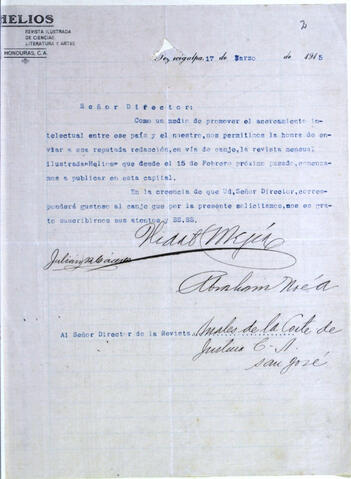 HELIOS
REVISTA ILUSTRADA
DE CIENCIAS
LITERATURA Y ARTES
HONDURAS, C.A.
Tegucigalpa, 17 de Marzo de 1915
Señor Director:
Como un medio de promover el acercamiento in-
telectual entre ese país y el nuestro, nos permitimos la honra de en-
viar a esa reputada redacción, en vía de canje, la revista mensual
ilustrada «Helios» que desde el 15 de Febrero próximo pasado, comenza-
mos a publicar en esta capital.
En la creencia de que Ud, Señor Director, corres-
ponderá gustoso al canje que por la presente solicitamos, nos es gra-
to suscribirnos sus atentos y SS.SS.
Mejía
Abraham Noéa
Al Señor Director de la Revista. Anales de la Corte de
Justicia C-A.
San José